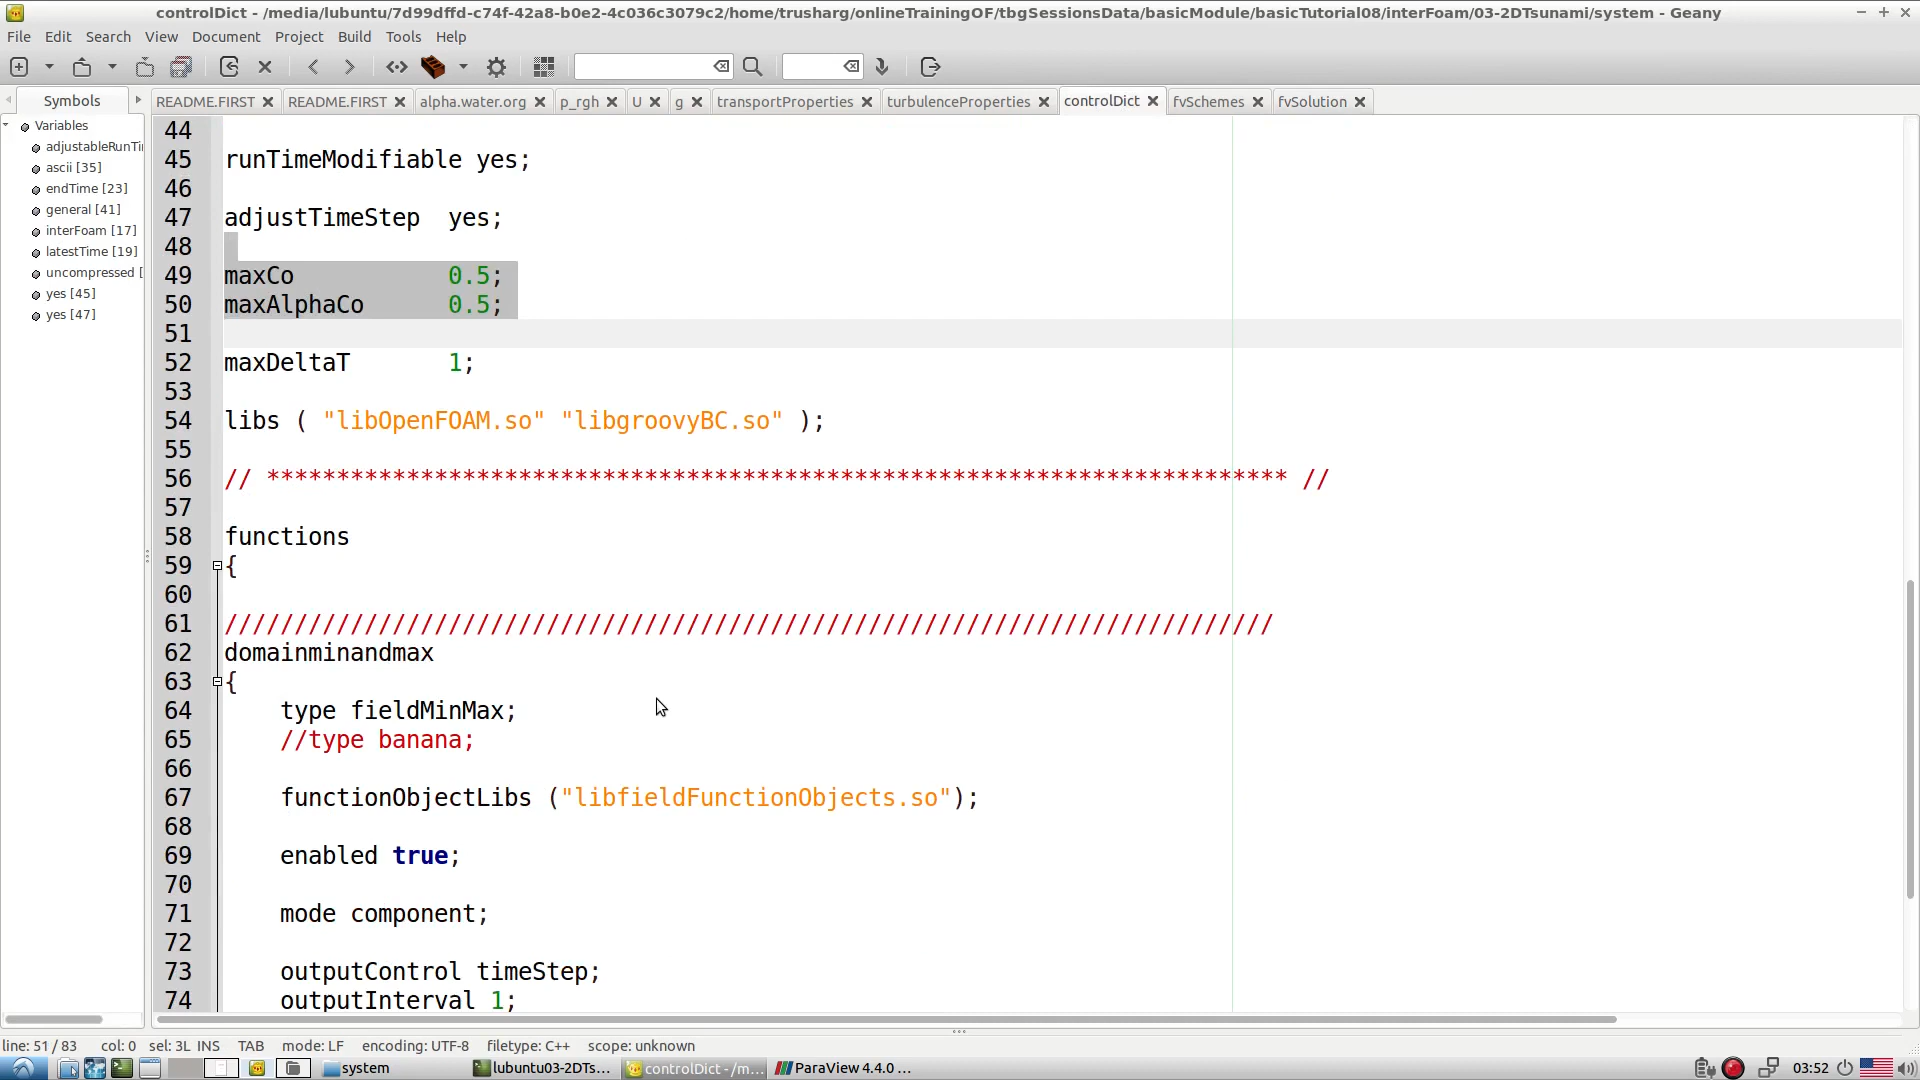 controlDict - /media/lubuntu/7d99dffd-c74f-42a8-b0e2-4c036c3079c2/home/trusharg/onlineTrainingOF/tbgSessionsData/basicModule/basicTutorial08/interFoam/03-2DTsunami/system - Geany
File Edit Search View Document Project Build Tools Help
Symbols README.FIRST README.FIRST alpha.water.org p_rgh U g transportProperties turbulenceProperties controlDict fvSchemes fvSolution
Variables
adjustableRunTi
ascii [35]
endTime [23]
general [41]
interFoam [17]
latestTime [19]
uncompressed [
yes [45]
yes [47]
44
45 runTimeModifiable yes;
46
47 adjustTimeStep  yes;
48
49 maxCo           0.5;
50 maxAlphaCo      0.5;
51
52 maxDeltaT       1;
53
54 libs ( "libOpenFOAM.so" "libgroovyBC.so" );
55
56 // ************************************************************************* //
57
58 functions
59 {
60
61 ///////////////////////////////////////////////////////////////////////////
62 domainminandmax
63 {
64     type fieldMinMax;
65     //type banana;
66
67     functionObjectLibs ("libfieldFunctionObjects.so");
68
69     enabled true;
70
71     mode component;
72
73     outputControl timeStep;
74     outputInterval 1;
line: 51 / 83 col: 0 sel: 3L INS TAB mode: LF encoding: UTF-8 filetype: C++ scope: unknown
system lubuntu03-2DTs... controlDict - /m... ParaView 4.4.0 ... 03:52